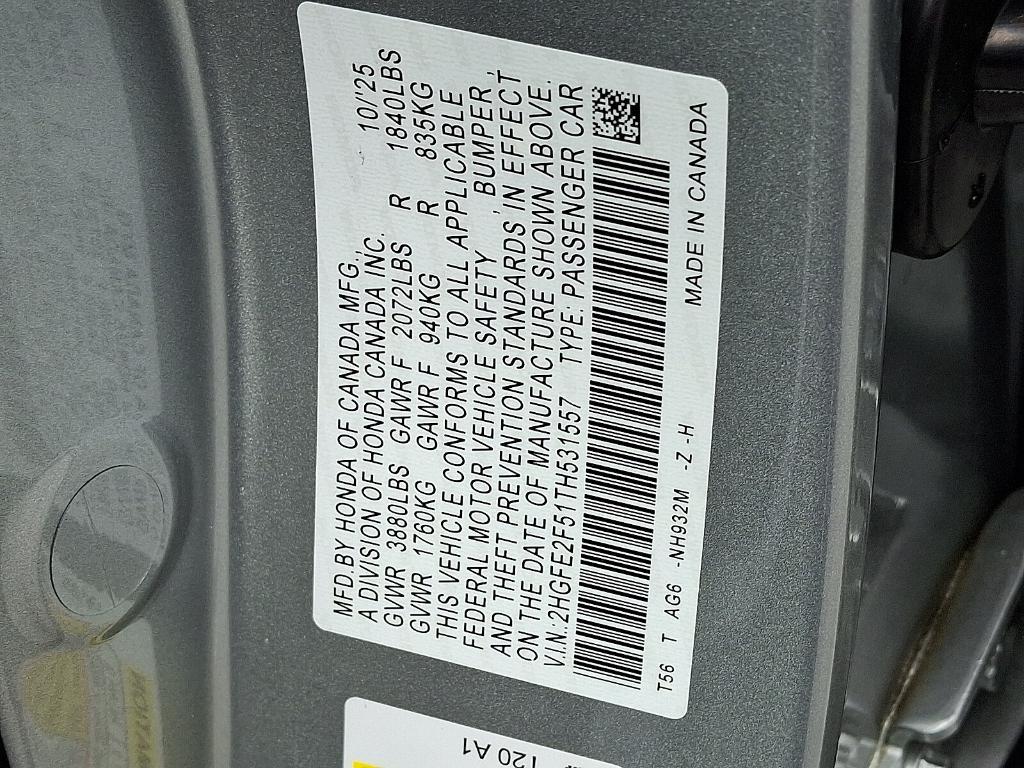 MFD.BY HONDA OF CANADA MFG., 10/'25
A DIVISION OF HONDA CANADA INC.
GVWR 3880LBS GAWR F 2072LBS R 1840LBS
GVWR 1760KG GAWR F 940KG R 835KG
THIS VEHICLE CONFORMS TO ALL APPLICABLE
FEDERAL MOTOR VEHICLE SAFETY, BUMPER,
AND THEFT PREVENTION STANDARDS IN EFFECT
ON THE DATE OF MANUFACTURE SHOWN ABOVE.
V.I.N.:2HGFE2F51TH531557 TYPE: PASSENGER CAR
T56 T AG6 -NH932M -Z -H MADE IN CANADA
120 A1